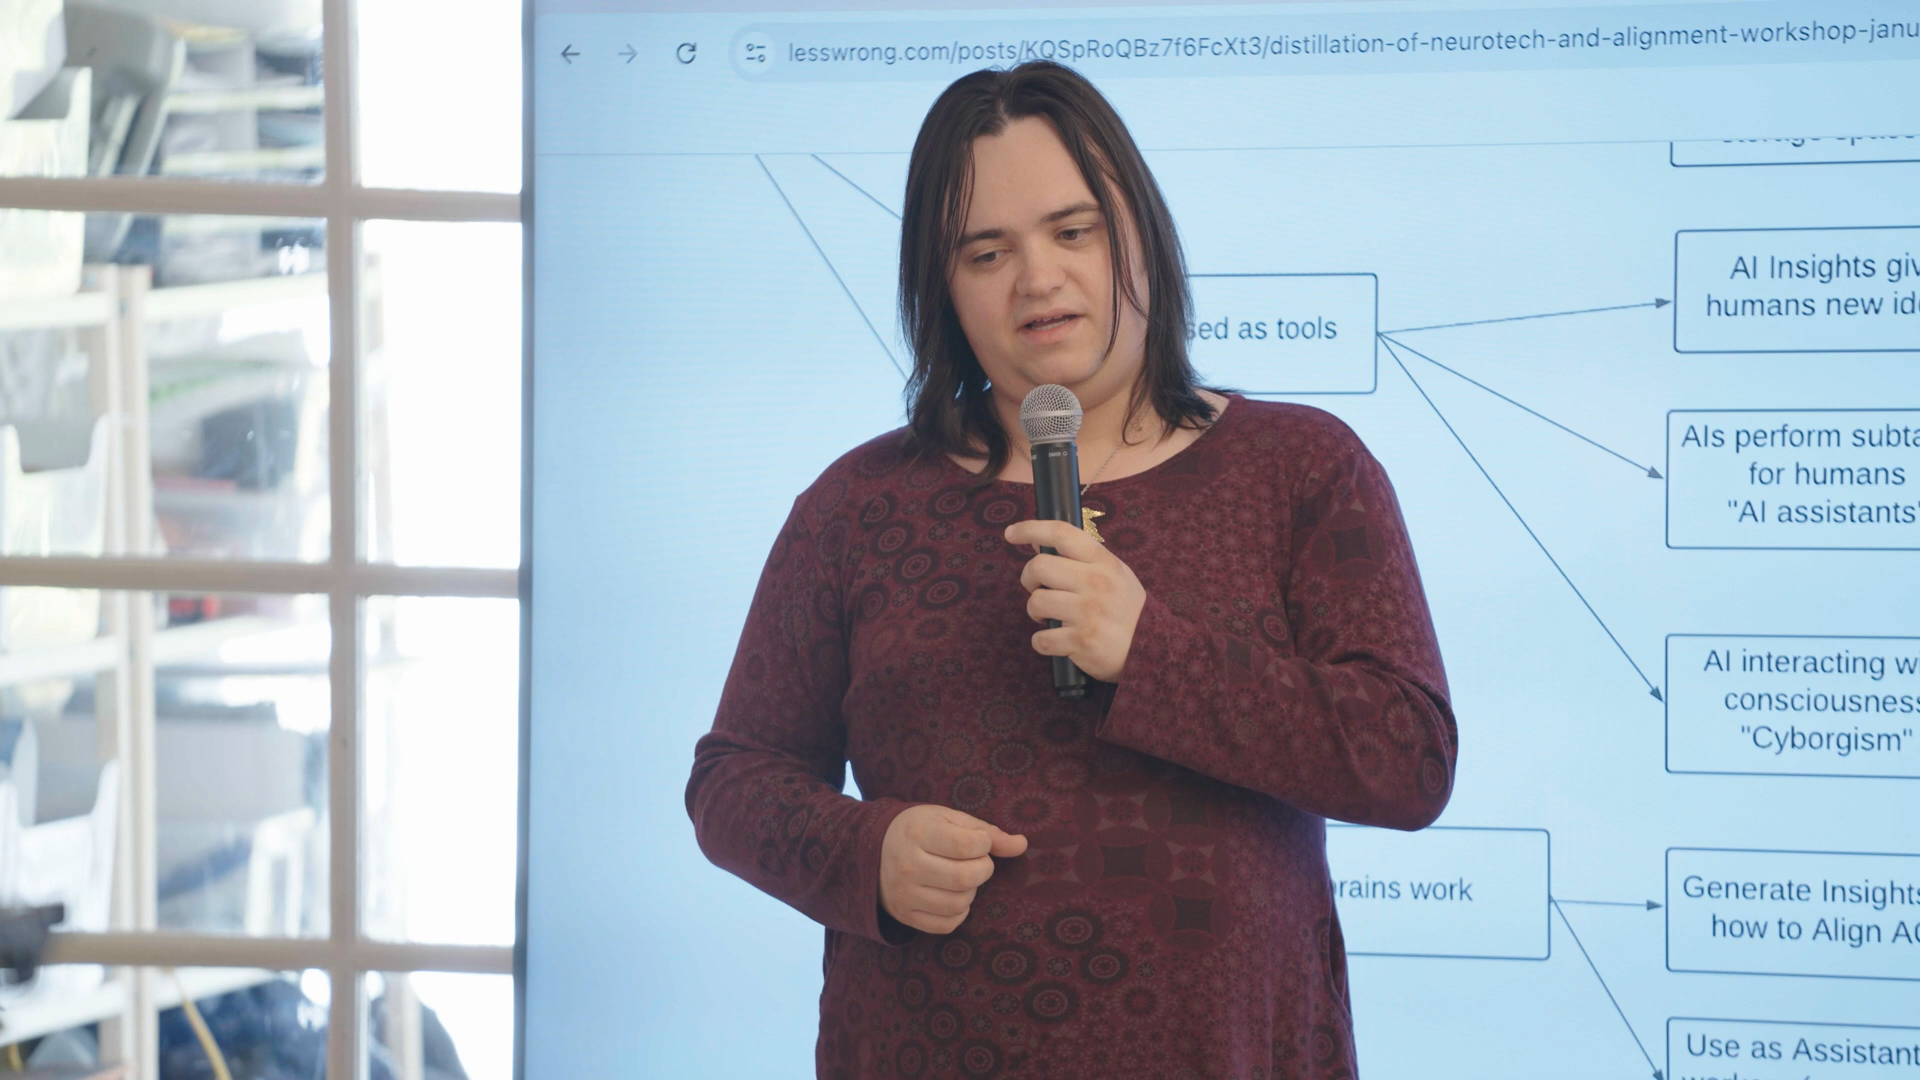 lesswrong.com/posts/KQSpRoQBz7f6FcXt3/distillation-of-neurotech-and-alignment-workshop-janu
AI Insights giv
humans new ide
sed as tools
AIs perform subta
for humans
"AI assistants"
AI interacting wi
consciousness
"Cyborgism"
rains work
Generate Insights
how to Align AG
Use as Assistant